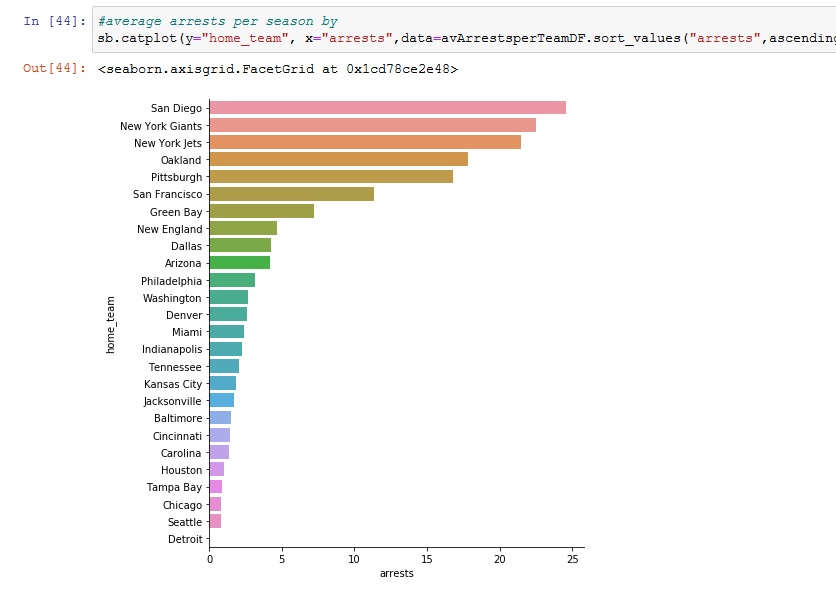 In [44]: #average arrests per season by
sb.catplot(y="home_team", x="arrests",data=avArrestsperTeamDF.sort_values("arrests",ascending
Out[44]: <seaborn.axisgrid.FacetGrid at 0x1cd78ce2e48>
San Diego
New York Giants
New York Jets
Oakland
Pittsburgh
San Francisco
Green Bay
New England
Dallas
Arizona
Philadelphia
Washington
Denver
Miami
Indianapolis
Tennessee
Kansas City
Jacksonville
Baltimore
Cincinnati
Carolina
Houston
Tampa Bay
Chicago
Seattle
Detroit
home_team
0 5 10 15 20 25
arrests